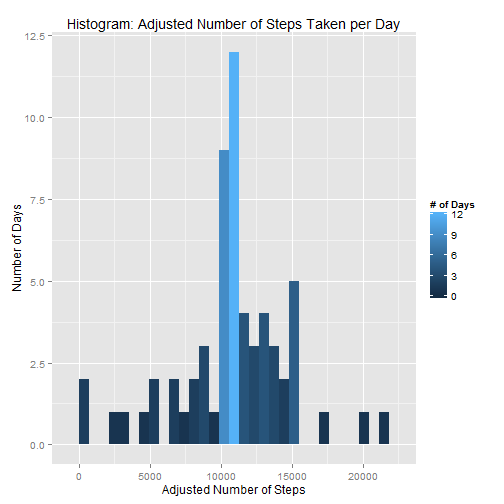 Histogram: Adjusted Number of Steps Taken per Day
12.5
10.0
7.5
5.0
2.5
0.0
Number of Days
0 5000 10000 15000 20000
Adjusted Number of Steps
# of Days
12
9
6
3
0